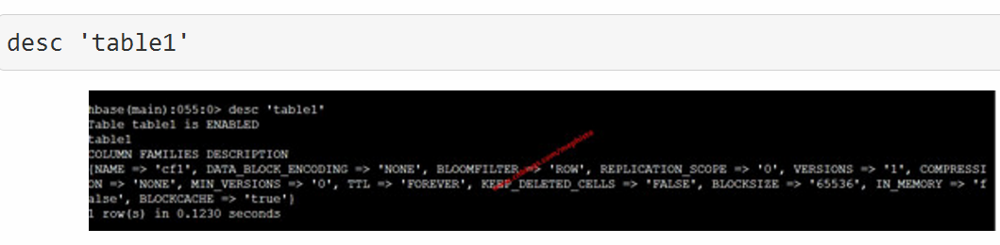 desc 'table1'
hbase(main):055:0> desc 'table1'
Table table1 is ENABLED
table1
COLUMN FAMILIES DESCRIPTION
{NAME => 'cf1', DATA_BLOCK_ENCODING => 'NONE', BLOOMFILTER => 'ROW', REPLICATION_SCOPE => '0', VERSIONS => '1', COMPRESSI
ON => 'NONE', MIN_VERSIONS => '0', TTL => 'FOREVER', KEEP_DELETED_CELLS => 'FALSE', BLOCKSIZE => '65536', IN_MEMORY => 'f
alse', BLOCKCACHE => 'true'}
1 row(s) in 0.1230 seconds